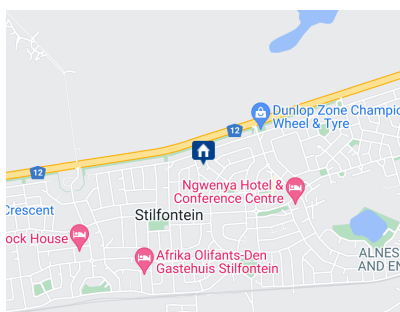 Dunlop Zone Champio
Wheel & Tyre
12
12
Ngwenya Hotel &
Conference Centre
Crescent
Stilfontein
ock House
Afrika Olifants-Den
Gastehuis Stilfontein
ALNES
AND EN